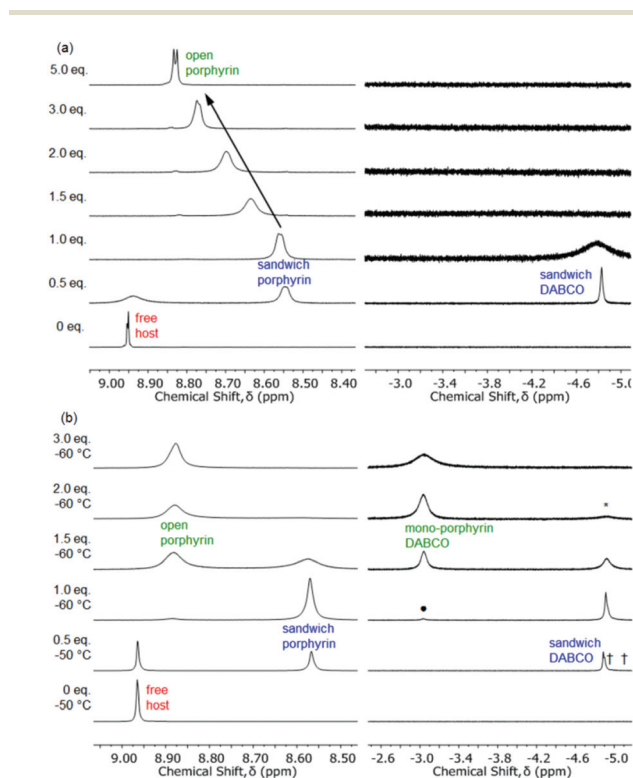 (a)
open
porphyrin
5.0 eq.
3.0 eq.
2.0 eq.
1.5 eq.
1.0 eq.
sandwich
porphyrin
sandwich
DABCO
0.5 eq.
free
host
0 eq.
9.00 8.90 8.80 8.70 8.60 8.50 8.40
-3.0 -3.4 -3.8 -4.2 -4.6 -5.0
Chemical Shift, δ (ppm)
Chemical Shift, δ (ppm)
(b)
3.0 eq.
-60 °C
2.0 eq.
-60 °C
*
open
porphyrin
mono-porphyrin
DABCO
1.5 eq.
-60 °C
1.0 eq.
-60 °C
●
sandwich
porphyrin
sandwich
DABCO † †
0.5 eq.
-50 °C
free
host
0 eq.
-50 °C
9.00 8.90 8.80 8.70 8.60 8.50
-2.6 -3.0 -3.4 -3.8 -4.2 -4.6 -5.0
Chemical Shift, δ (ppm)
Chemical Shift, δ (ppm)